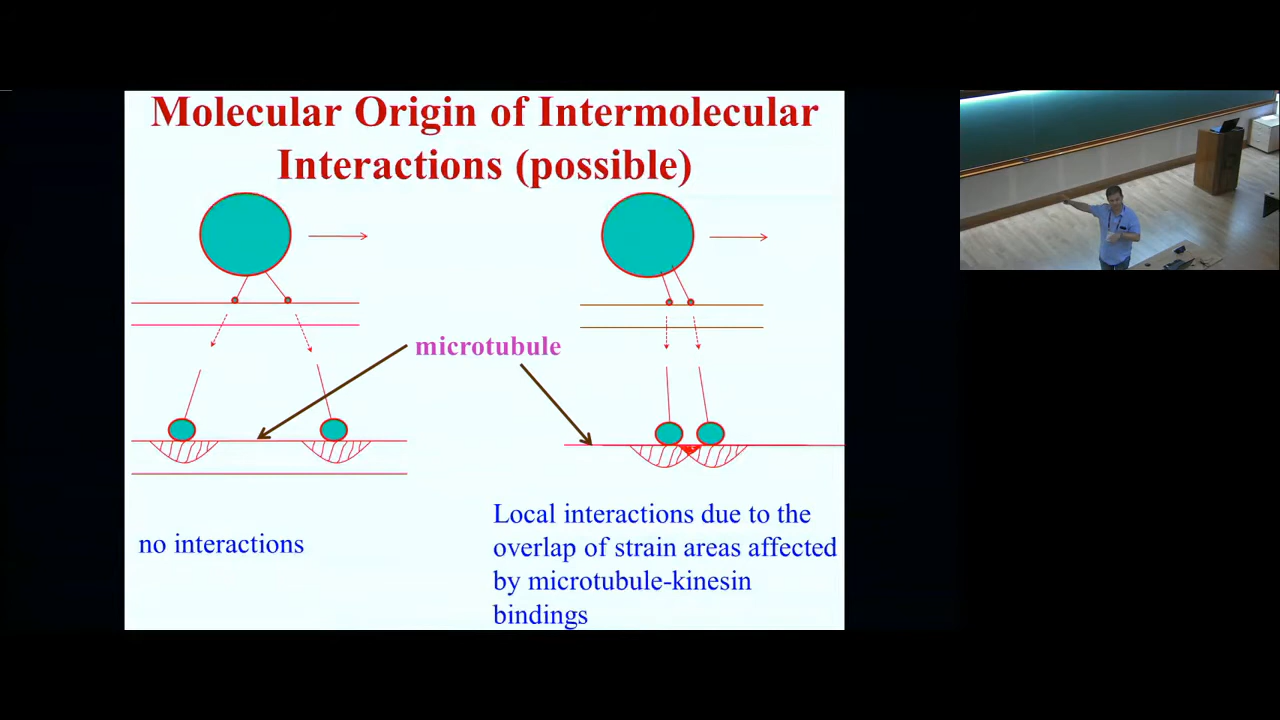 Molecular Origin of Intermolecular
Interactions (possible)
microtubule
no interactions
Local interactions due to the
overlap of strain areas affected
by microtubule-kinesin
bindings